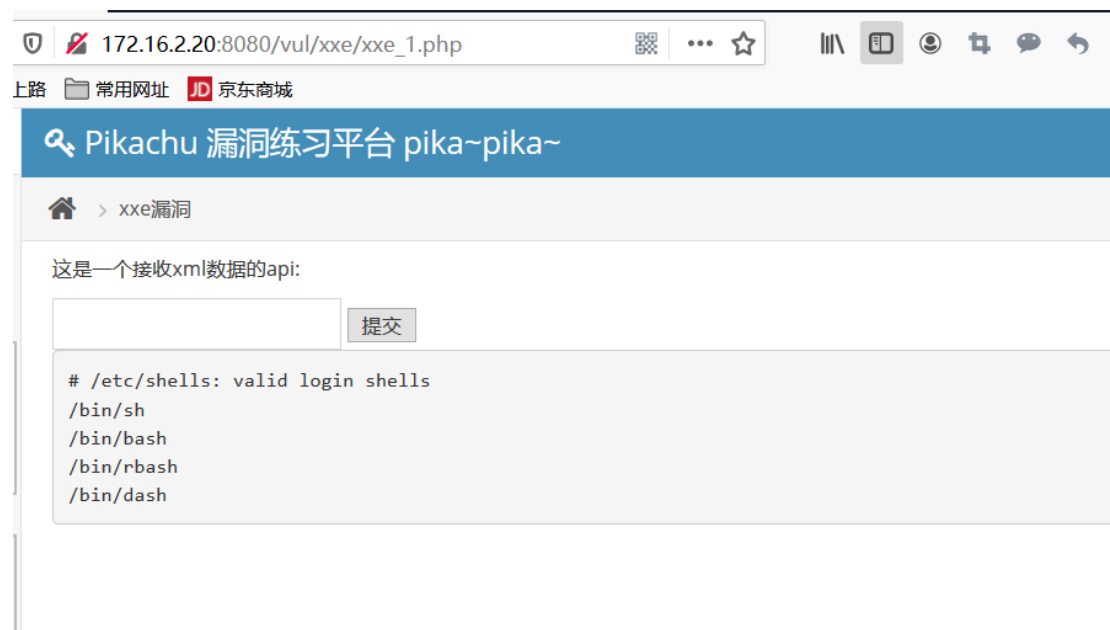 172.16.2.20:8080/vul/xxe/xxe_1.php
上路 常用网址 JD 京东商城
Pikachu 漏洞练习平台 pika~pika~
> xxe漏洞
这是一个接收xml数据的api:
提交
# /etc/shells: valid login shells
/bin/sh
/bin/bash
/bin/rbash
/bin/dash